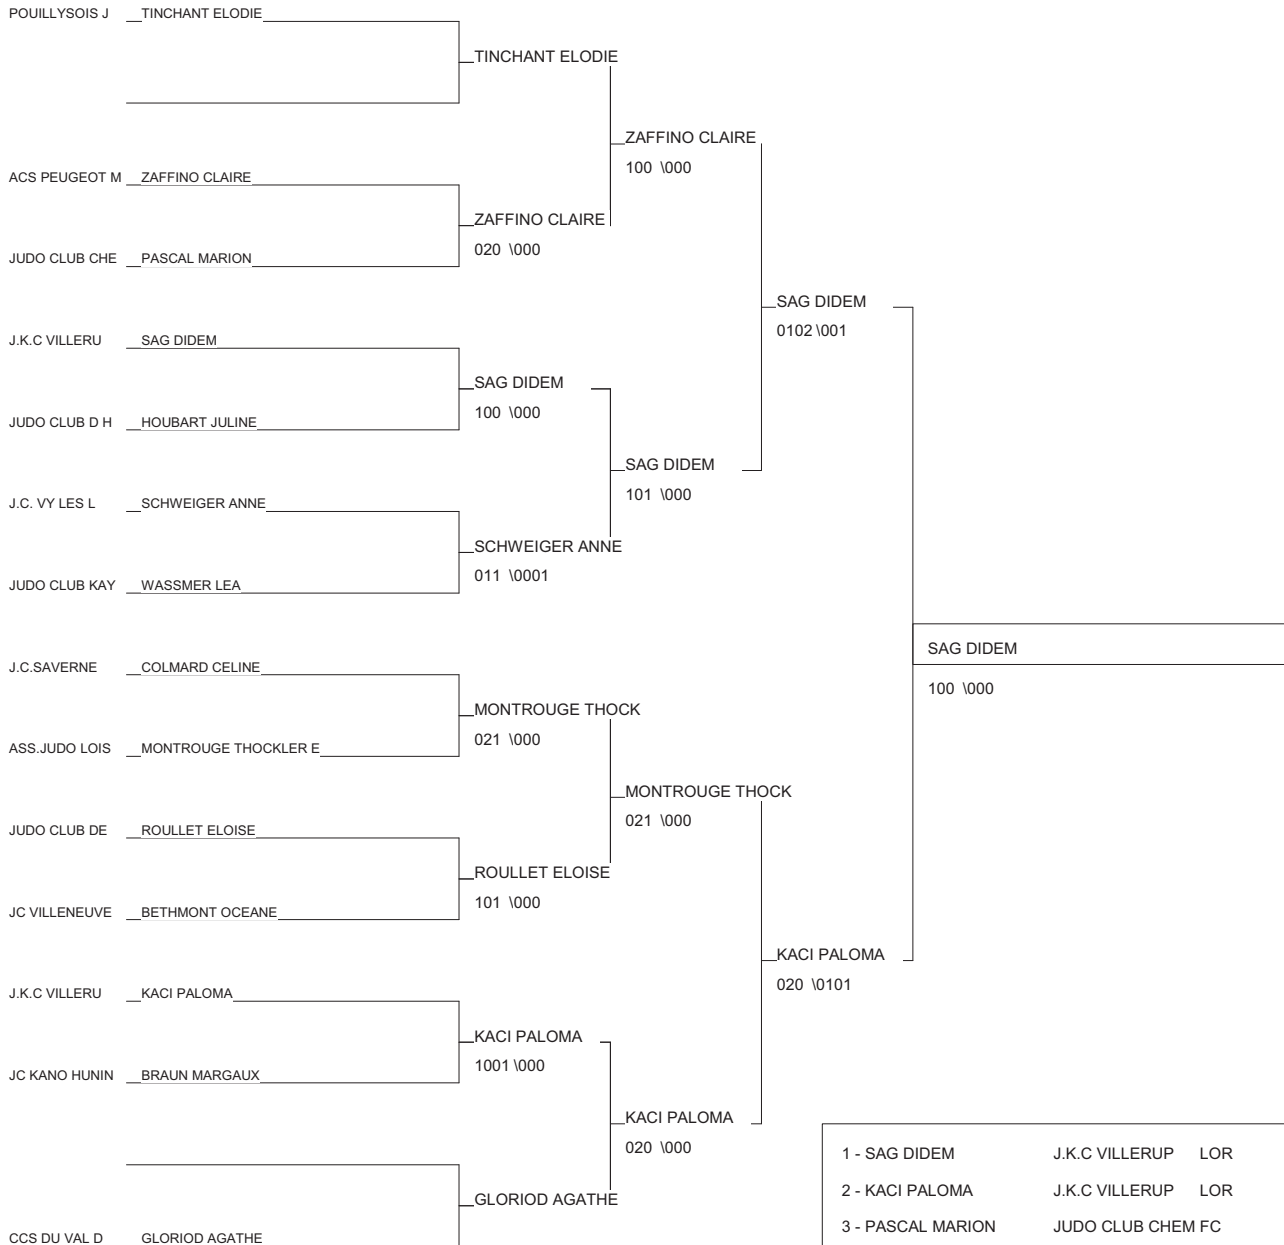 POUILLYSOIS J TINCHANT ELODIE
TINCHANT ELODIE
ZAFFINO CLAIRE
100 \000
ACS PEUGEOT M ZAFFINO CLAIRE
ZAFFINO CLAIRE
020 \000
JUDO CLUB CHE PASCAL MARION
SAG DIDEM
0102 \001
J.K.C VILLERU SAG DIDEM
SAG DIDEM
100 \000
JUDO CLUB D H HOUBART JULINE
SAG DIDEM
101 \000
J.C. VY LES L SCHWEIGER ANNE
SCHWEIGER ANNE
011 \0001
JUDO CLUB KAY WASSMER LEA
SAG DIDEM
100 \000
J.C.SAVERNE COLMARD CELINE
MONTROUGE THOCK
021 \000
ASS.JUDO LOIS MONTROUGE THOCKLER E
MONTROUGE THOCK
021 \000
JUDO CLUB DE ROULLET ELOISE
ROULLET ELOISE
101 \000
JC VILLENEUVE BETHMONT OCEANE
KACI PALOMA
020 \0101
J.K.C VILLERU KACI PALOMA
KACI PALOMA
1001 \000
JC KANO HUNIN BRAUN MARGAUX
KACI PALOMA
020 \000
GLORIOD AGATHE
CCS DU VAL D GLORIOD AGATHE
1 - SAG DIDEM J.K.C VILLERUP LOR
2 - KACI PALOMA J.K.C VILLERUP LOR
3 - PASCAL MARION JUDO CLUB CHEM FC